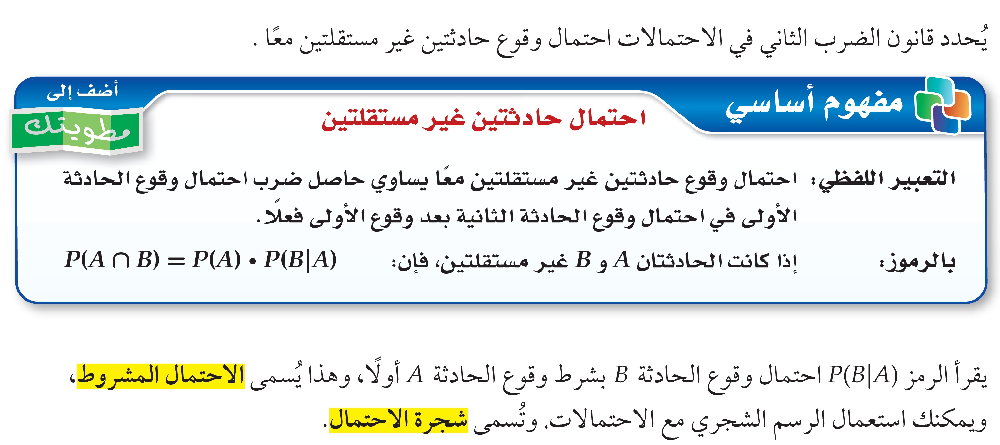 يُحدد قانون الضرب الثاني في الاحتمالات احتمال وقوع حادثتين غير مستقلتين معًا .
مفهوم أساسي
أضف إلى
مطويتك
احتمال حادثتين غير مستقلتين
التعبير اللفظي: احتمال وقوع حادثتين غير مستقلتين معًا يساوي حاصل ضرب احتمال وقوع الحادثة
الأولى في احتمال وقوع الحادثة الثانية بعد وقوع الأولى فعلًا.
بالرموز: إذا كانت الحادثتان A و B غير مستقلتين، فإن: P(A ∩ B) = P(A) • P(B|A)
يقرأ الرمز P(B|A) احتمال وقوع الحادثة B بشرط وقوع الحادثة A أولًا، وهذا يُسمى الاحتمال المشروط،
ويمكنك استعمال الرسم الشجري مع الاحتمالات، وتُسمى شجرة الاحتمال.